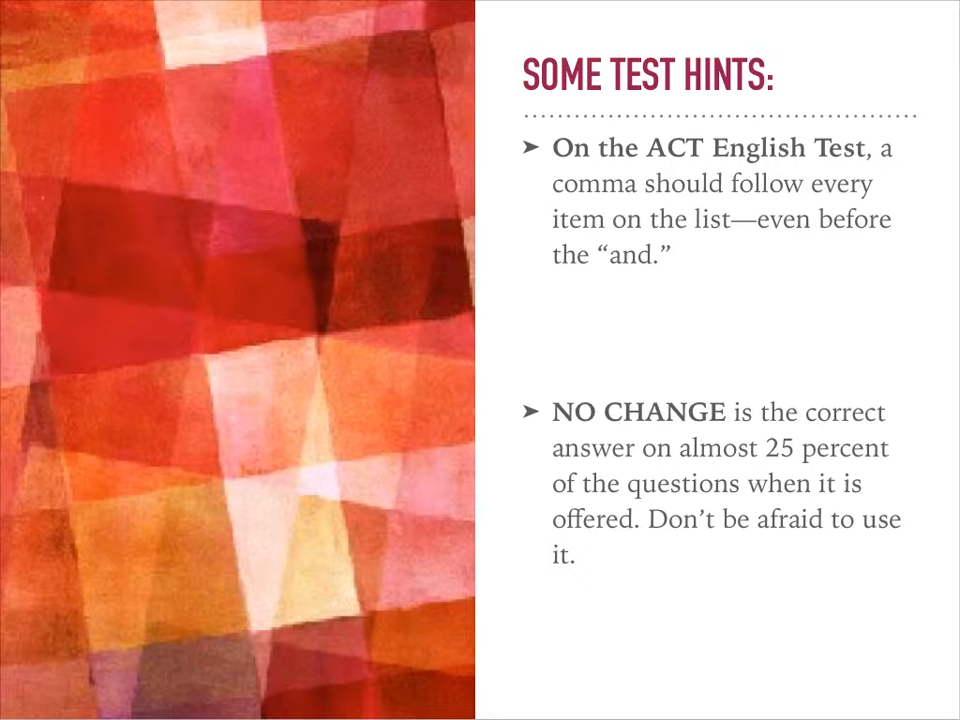 SOME TEST HINTS:
➤ On the ACT English Test, a
comma should follow every
item on the list—even before
the “and.”
➤ NO CHANGE is the correct
answer on almost 25 percent
of the questions when it is
offered. Don’t be afraid to use
it.